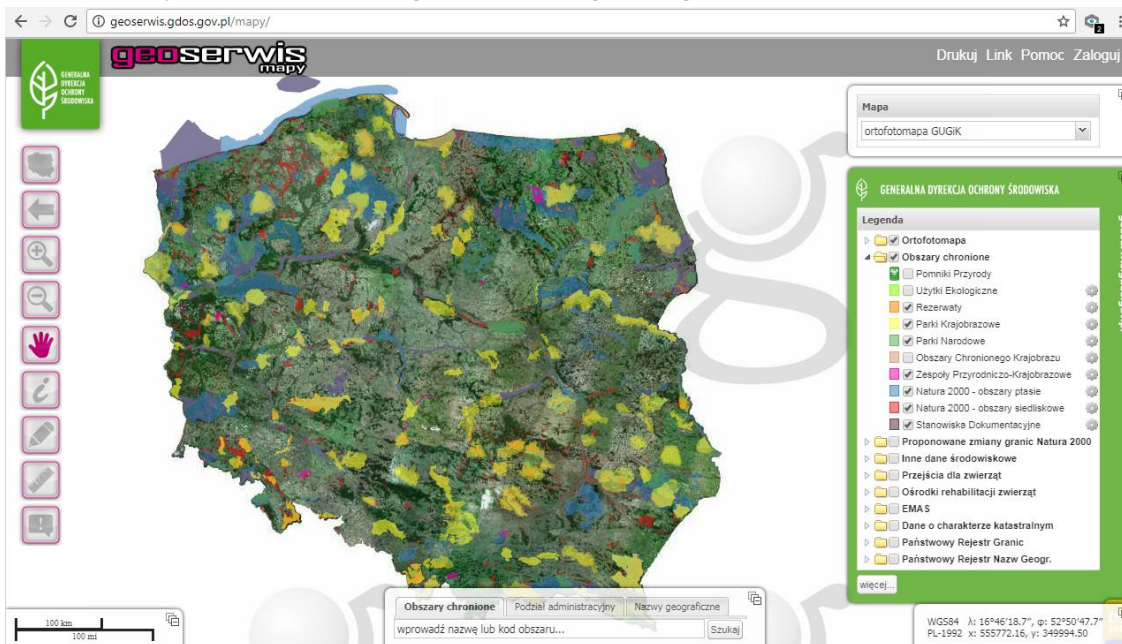 geoserwis.gdos.gov.pl/mapy/
2
GENERALNA
DYREKCJA
OCHRONY
ŚRODOWISKA
geoserwis
mapy
Drukuj Link Pomoc Zaloguj
Mapa
ortofotomapa GUGiK
GENERALNA DYREKCJA OCHRONY ŚRODOWISKA
Legenda
Ortofotomapa
Obszary chronione
Pomniki Przyrody
Użytki Ekologiczne
Rezerwaty
Parki Krajobrazowe
Parki Narodowe
Obszary Chronionego Krajobrazu
Zespoły Przyrodniczo-Krajobrazowe
Natura 2000 - obszary ptasie
Natura 2000 - obszary siedliskowe
Stanowiska Dokumentacyjne
Proponowane zmiany granic Natura 2000
Inne dane środowiskowe
Przejścia dla zwierząt
Ośrodki rehabilitacji zwierząt
EMAS
Dane o charakterze katastralnym
Państwowy Rejestr Granic
Państwowy Rejestr Nazw Geogr.
więcej...
100 km
100 mi
Obszary chronione Podział administracyjny Nazwy geograficzne
wprowadź nazwę lub kod obszaru... Szukaj
WGS84 λ: 16°46'18.7", φ: 52°50'47.7"
PL-1992 x: 555772.16, y: 349994.50